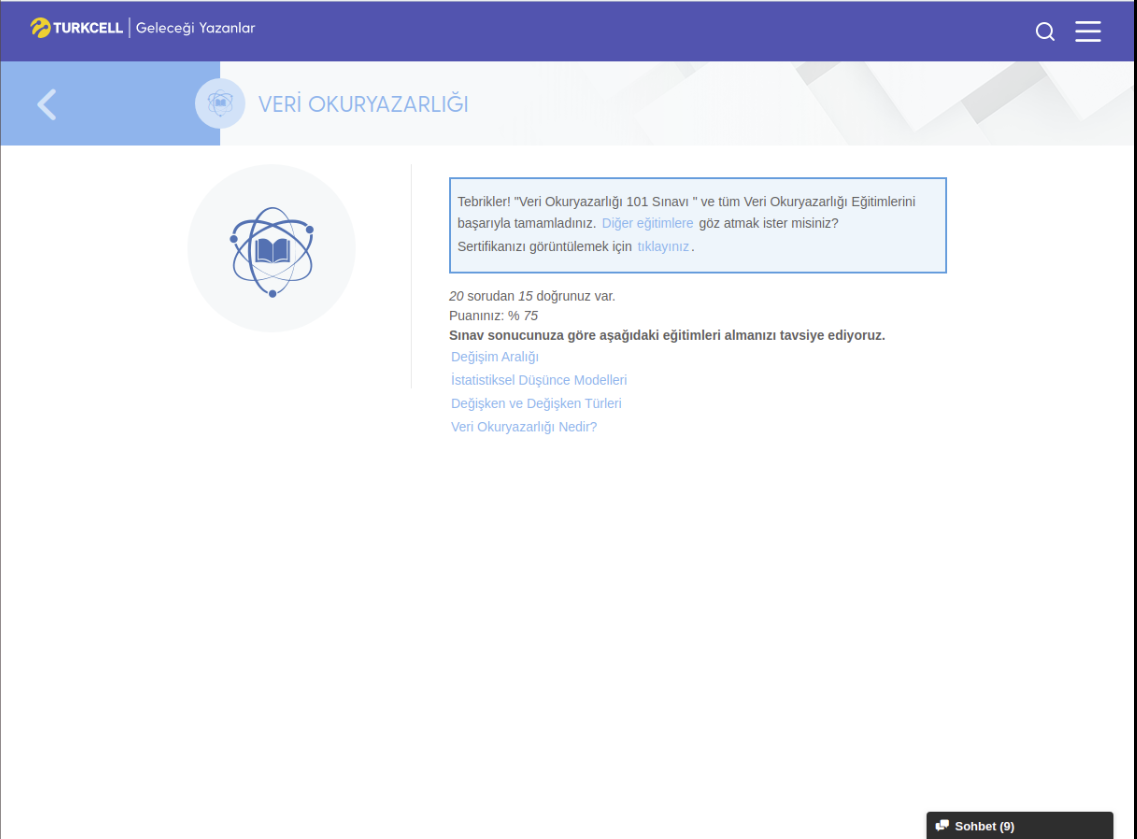 TURKCELL Geleceği Yazanlar
VERİ OKURYAZARLIĞI
Tebrikler! "Veri Okuryazarlığı 101 Sınavı " ve tüm Veri Okuryazarlığı Eğitimlerini
başarıyla tamamladınız. Diğer eğitimlere göz atmak ister misiniz?
Sertifikanızı görüntülemek için tıklayınız .
20 sorudan 15 doğrunuz var.
Puanınız: % 75
Sınav sonucunuza göre aşağıdaki eğitimleri almanızı tavsiye ediyoruz.
Değişim Aralığı
İstatistiksel Düşünce Modelleri
Değişken ve Değişken Türleri
Veri Okuryazarlığı Nedir?
Sohbet (9)